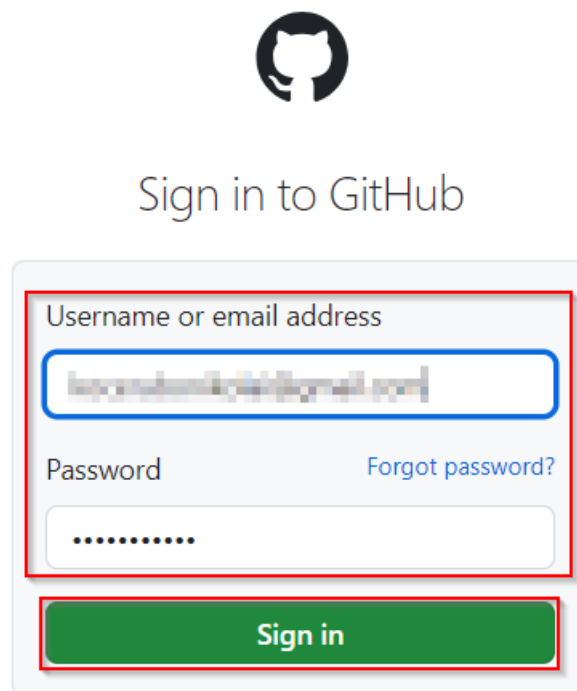 Sign in to GitHub
Username or email address
Password Forgot password?
Sign in